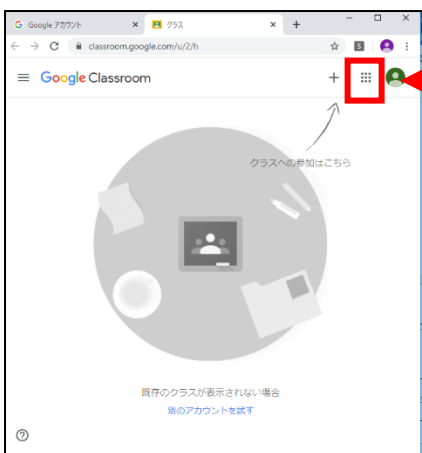 Google アカウント
クラス
classroom.google.com/u/2/h
S
Google Classroom
クラスへの参加はこちら
既存のクラスが表示されない場合
別のアカウントを試す